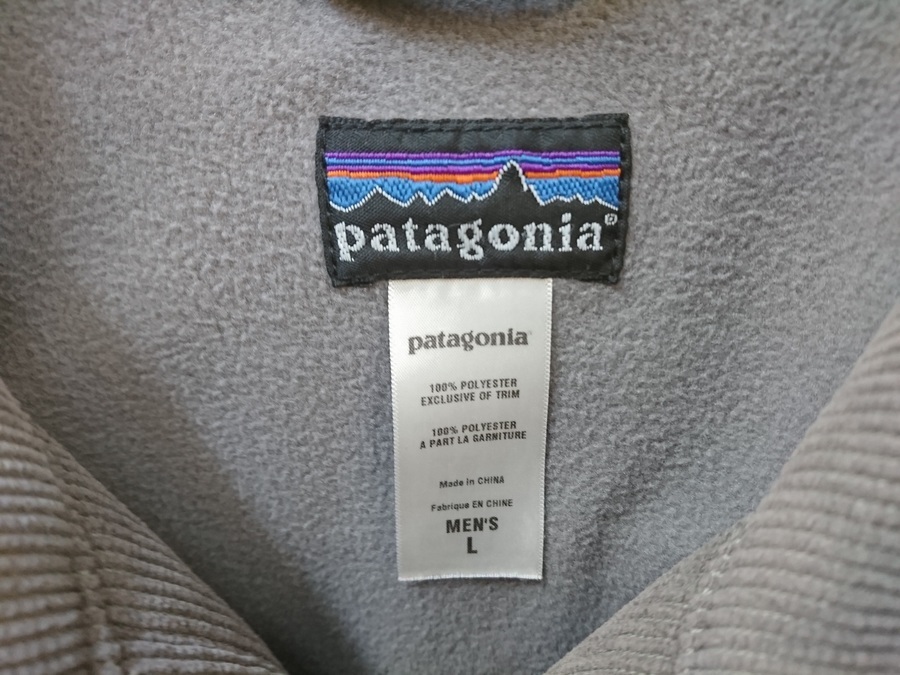 patagonia®
patagonia
100% POLYESTER
EXCLUSIVE OF TRIM
100% POLYESTER
A PART LA GARNITURE
Made in CHINA
Fabrique EN CHINE
MEN'S
L